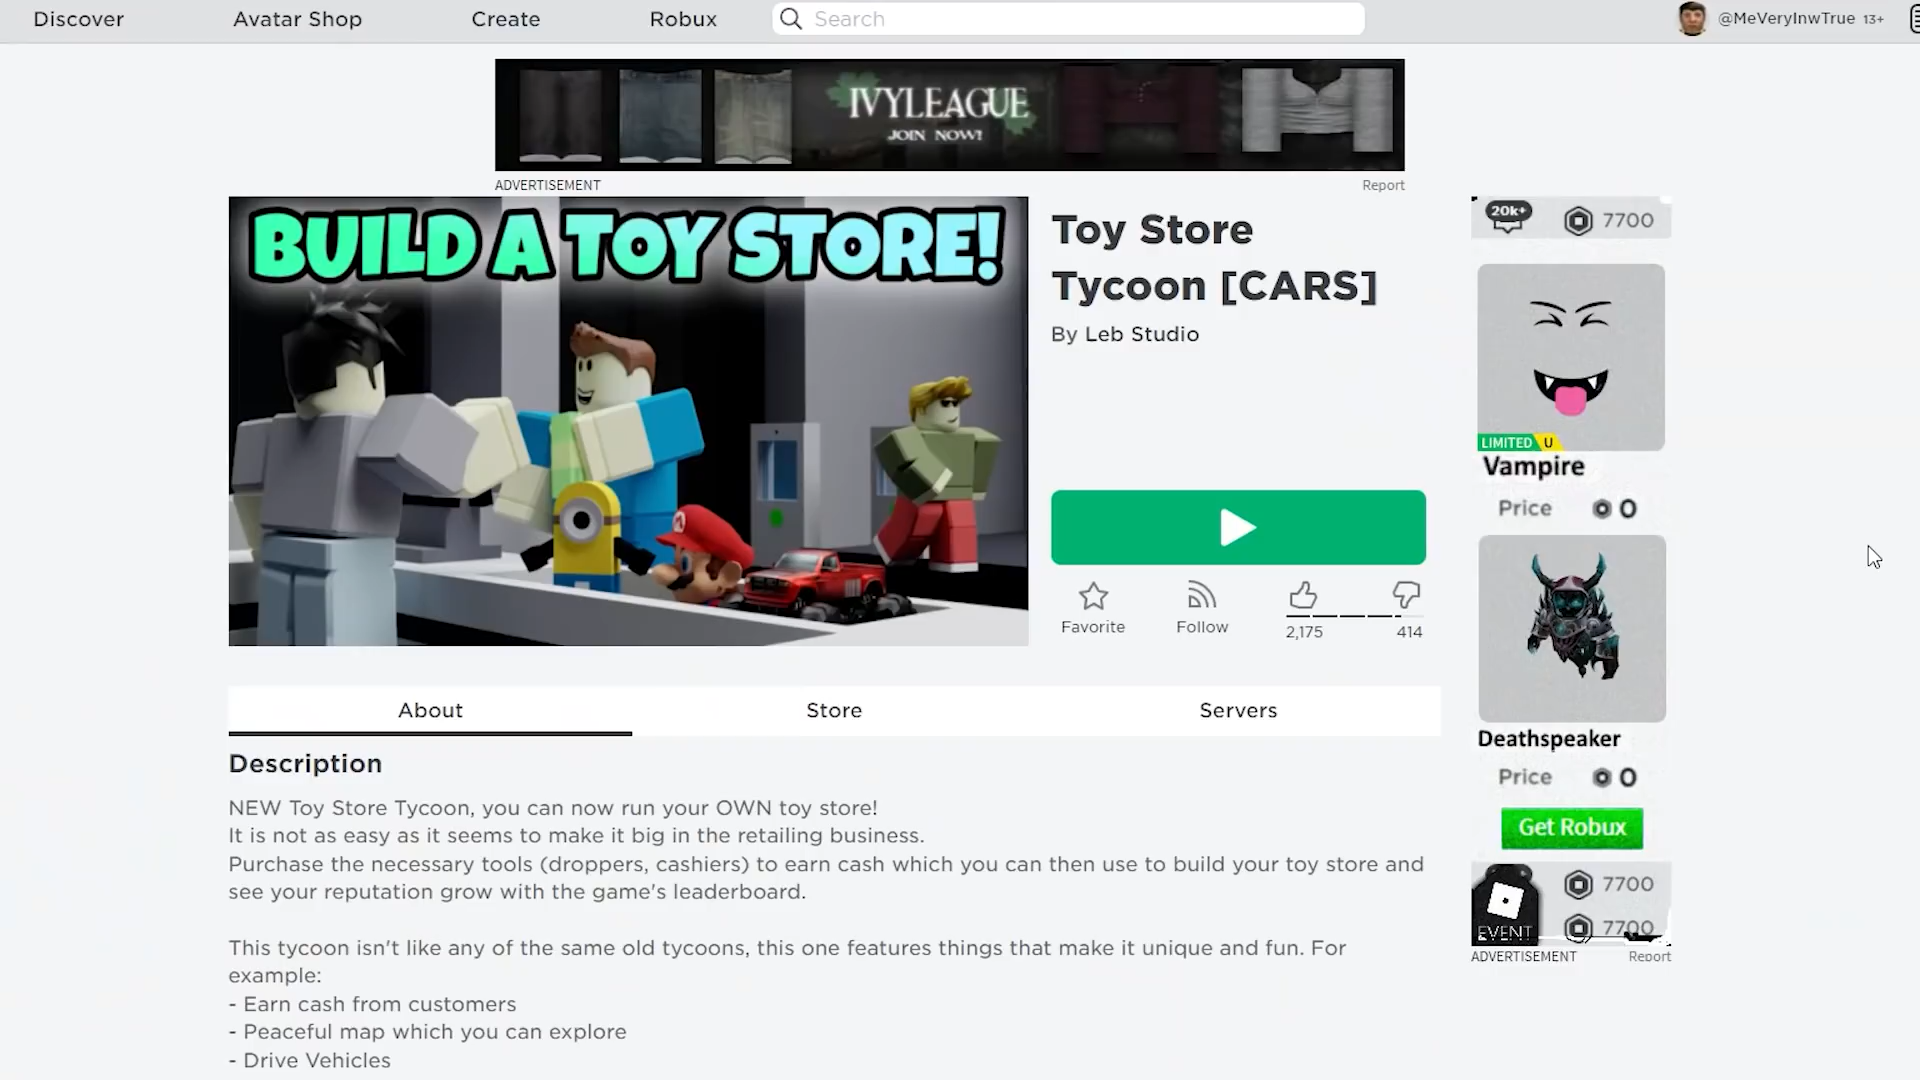 Discover
Avatar Shop
Create
Robux
Search
@MeVeryInwTrue 13+
IVYLEAGUE
JOIN NOW!
ADVERTISEMENT
Report
BUILD A TOY STORE!
Toy Store
Tycoon [CARS]
By Leb Studio
Favorite
Follow
2,175
414
20k+
7700
LIMITED U
Vampire
Price 0
Deathspeaker
Price 0
Get Robux
7700
EVENT
7700
ADVERTISEMENT
Report
About
Store
Servers
Description
NEW Toy Store Tycoon, you can now run your OWN toy store!
It is not as easy as it seems to make it big in the retailing business.
Purchase the necessary tools (droppers, cashiers) to earn cash which you can then use to build your toy store and
see your reputation grow with the game's leaderboard.
This tycoon isn't like any of the same old tycoons, this one features things that make it unique and fun. For
example:
- Earn cash from customers
- Peaceful map which you can explore
- Drive Vehicles